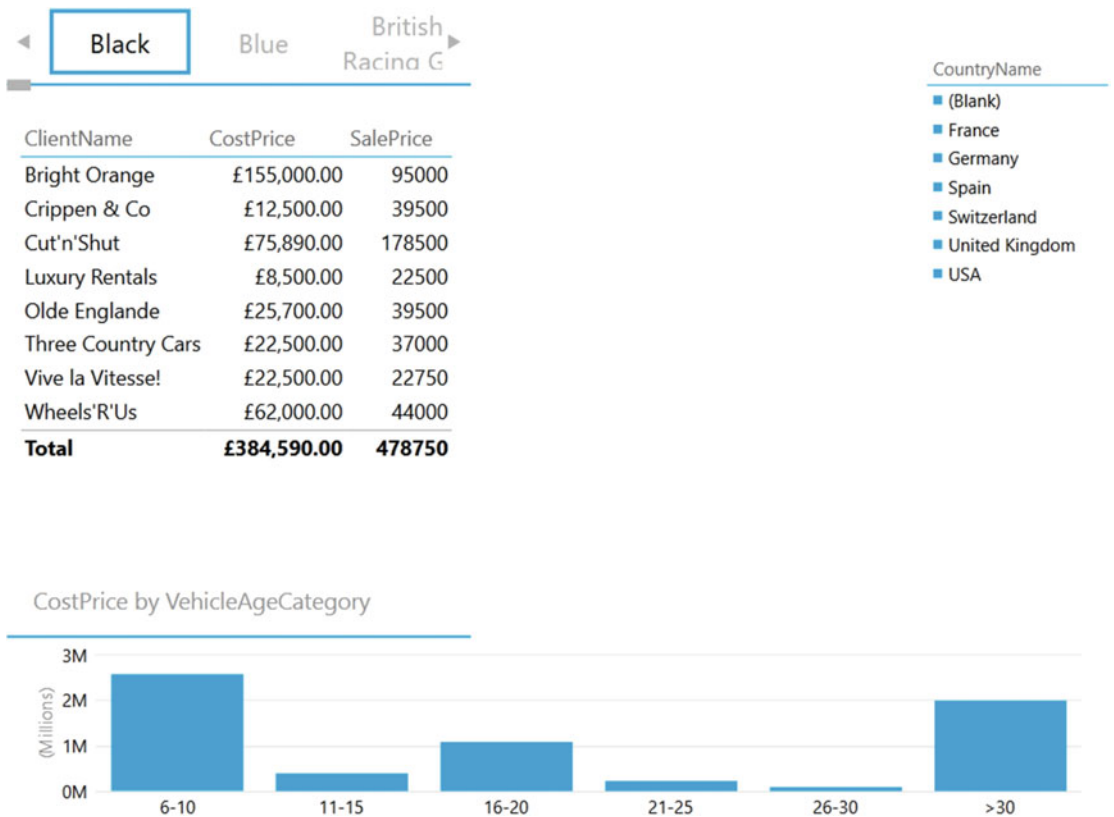 Black
Blue
British
Racing G
CountryName
(Blank)
France
Germany
Spain
Switzerland
United Kingdom
USA
ClientName CostPrice SalePrice
Bright Orange £155,000.00 95000
Crippen & Co £12,500.00 39500
Cut'n'Shut £75,890.00 178500
Luxury Rentals £8,500.00 22500
Olde Englande £25,700.00 39500
Three Country Cars £22,500.00 37000
Vive la Vitesse! £22,500.00 22750
Wheels'R'Us £62,000.00 44000
Total £384,590.00 478750
CostPrice by VehicleAgeCategory
(Millions)
3M
2M
1M
0M
6-10 11-15 16-20 21-25 26-30 >30